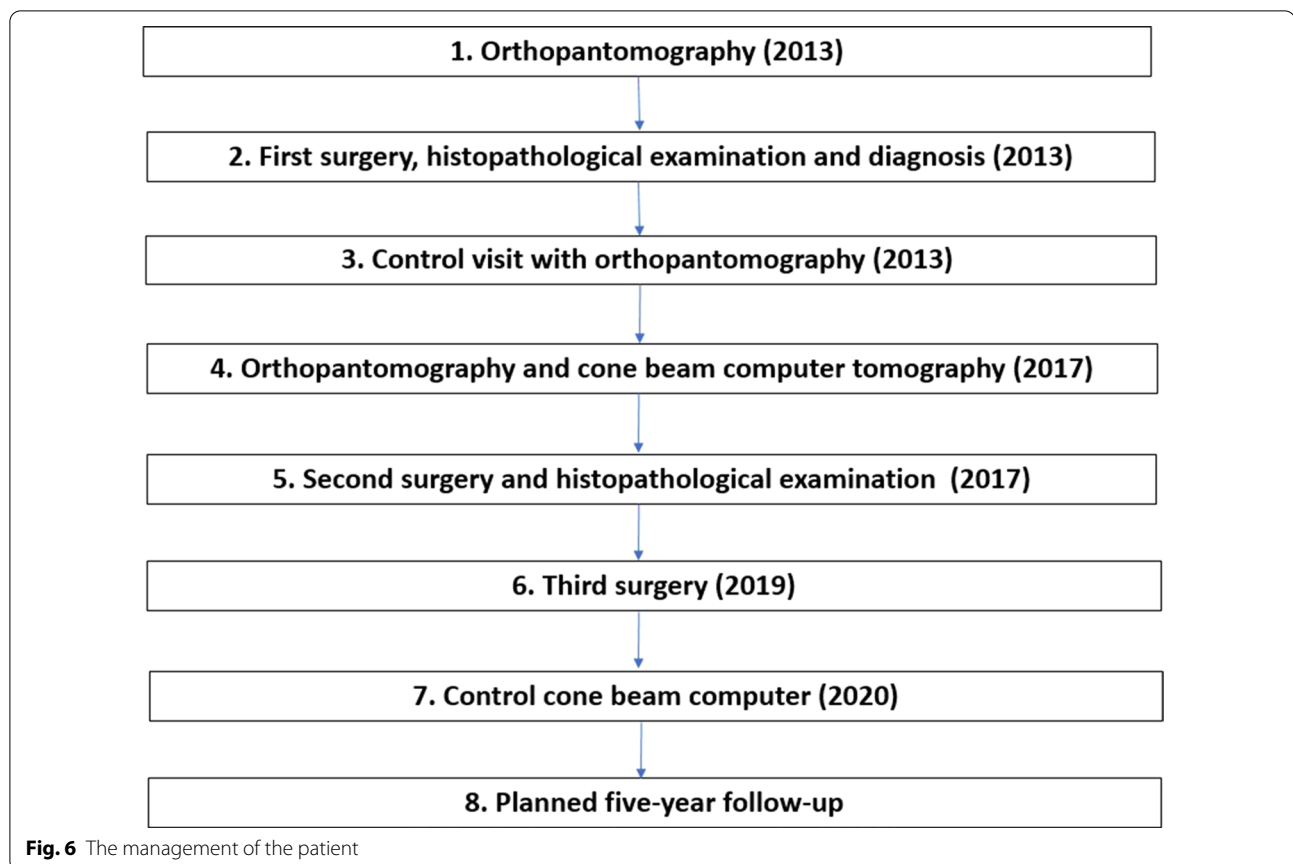 1. Orthopantomography (2013)
2. First surgery, histopathological examination and diagnosis (2013)
3. Control visit with orthopantomography (2013)
4. Orthopantomography and cone beam computer tomography (2017)
5. Second surgery and histopathological examination (2017)
6. Third surgery (2019)
7. Control cone beam computer (2020)
8. Planned five-year follow-up
Fig. 6 The management of the patient